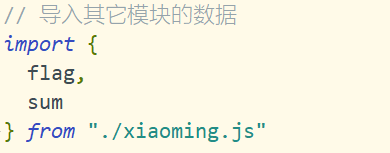 // 导入其它模块的数据
import {
  flag,
  sum
} from "./xiaoming.js"